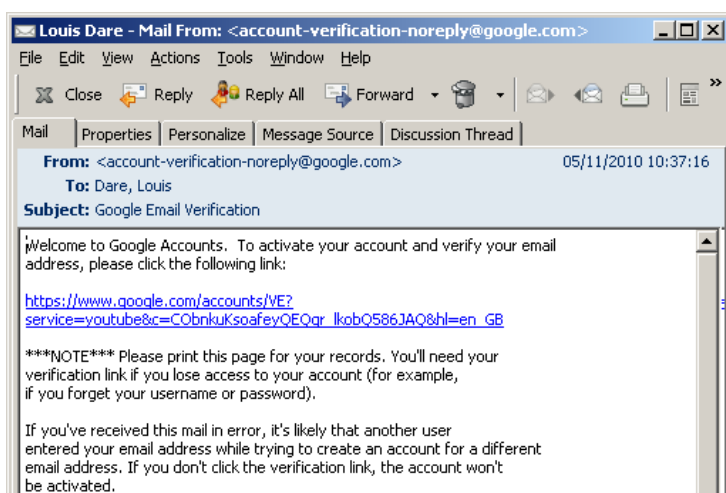 Louis Dare - Mail From: <account-verification-noreply@google.com>
File Edit View Actions Tools Window Help
Close Reply Reply All Forward »
Mail Properties Personalize Message Source Discussion Thread
From: <account-verification-noreply@google.com> 05/11/2010 10:37:16
To: Dare, Louis
Subject: Google Email Verification
Welcome to Google Accounts. To activate your account and verify your email
address, please click the following link:
https://www.google.com/accounts/VE?
service=youtube&c=CObnkuKsoafeyQEQqr_lkobQ586JAQ&hl=en_GB
***NOTE*** Please print this page for your records. You'll need your
verification link if you lose access to your account (for example,
if you forget your username or password).
If you've received this mail in error, it's likely that another user
entered your email address while trying to create an account for a different
email address. If you don't click the verification link, the account won't
be activated.